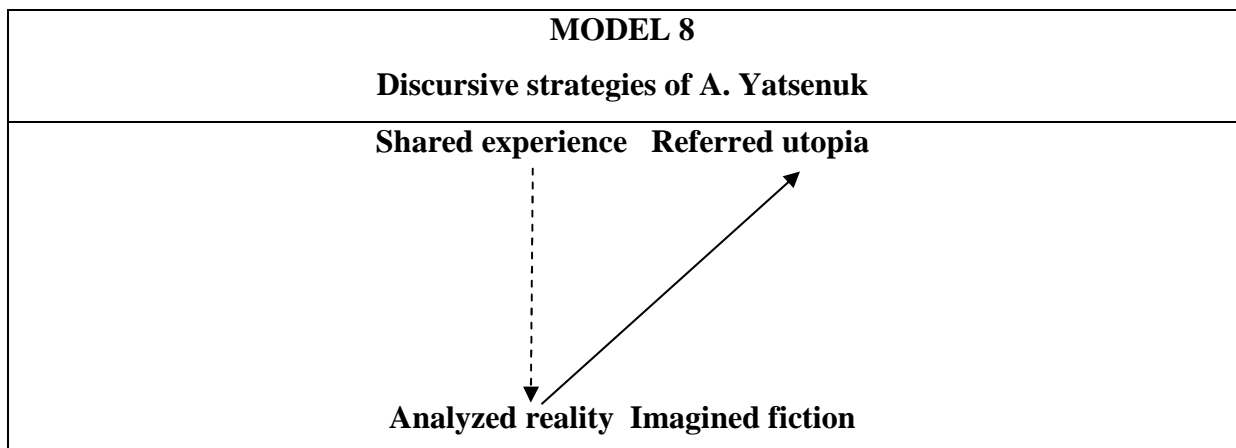 MODEL 8
Discursive strategies of A. Yatsenuk
Shared experience Referred utopia
Analyzed reality Imagined fiction